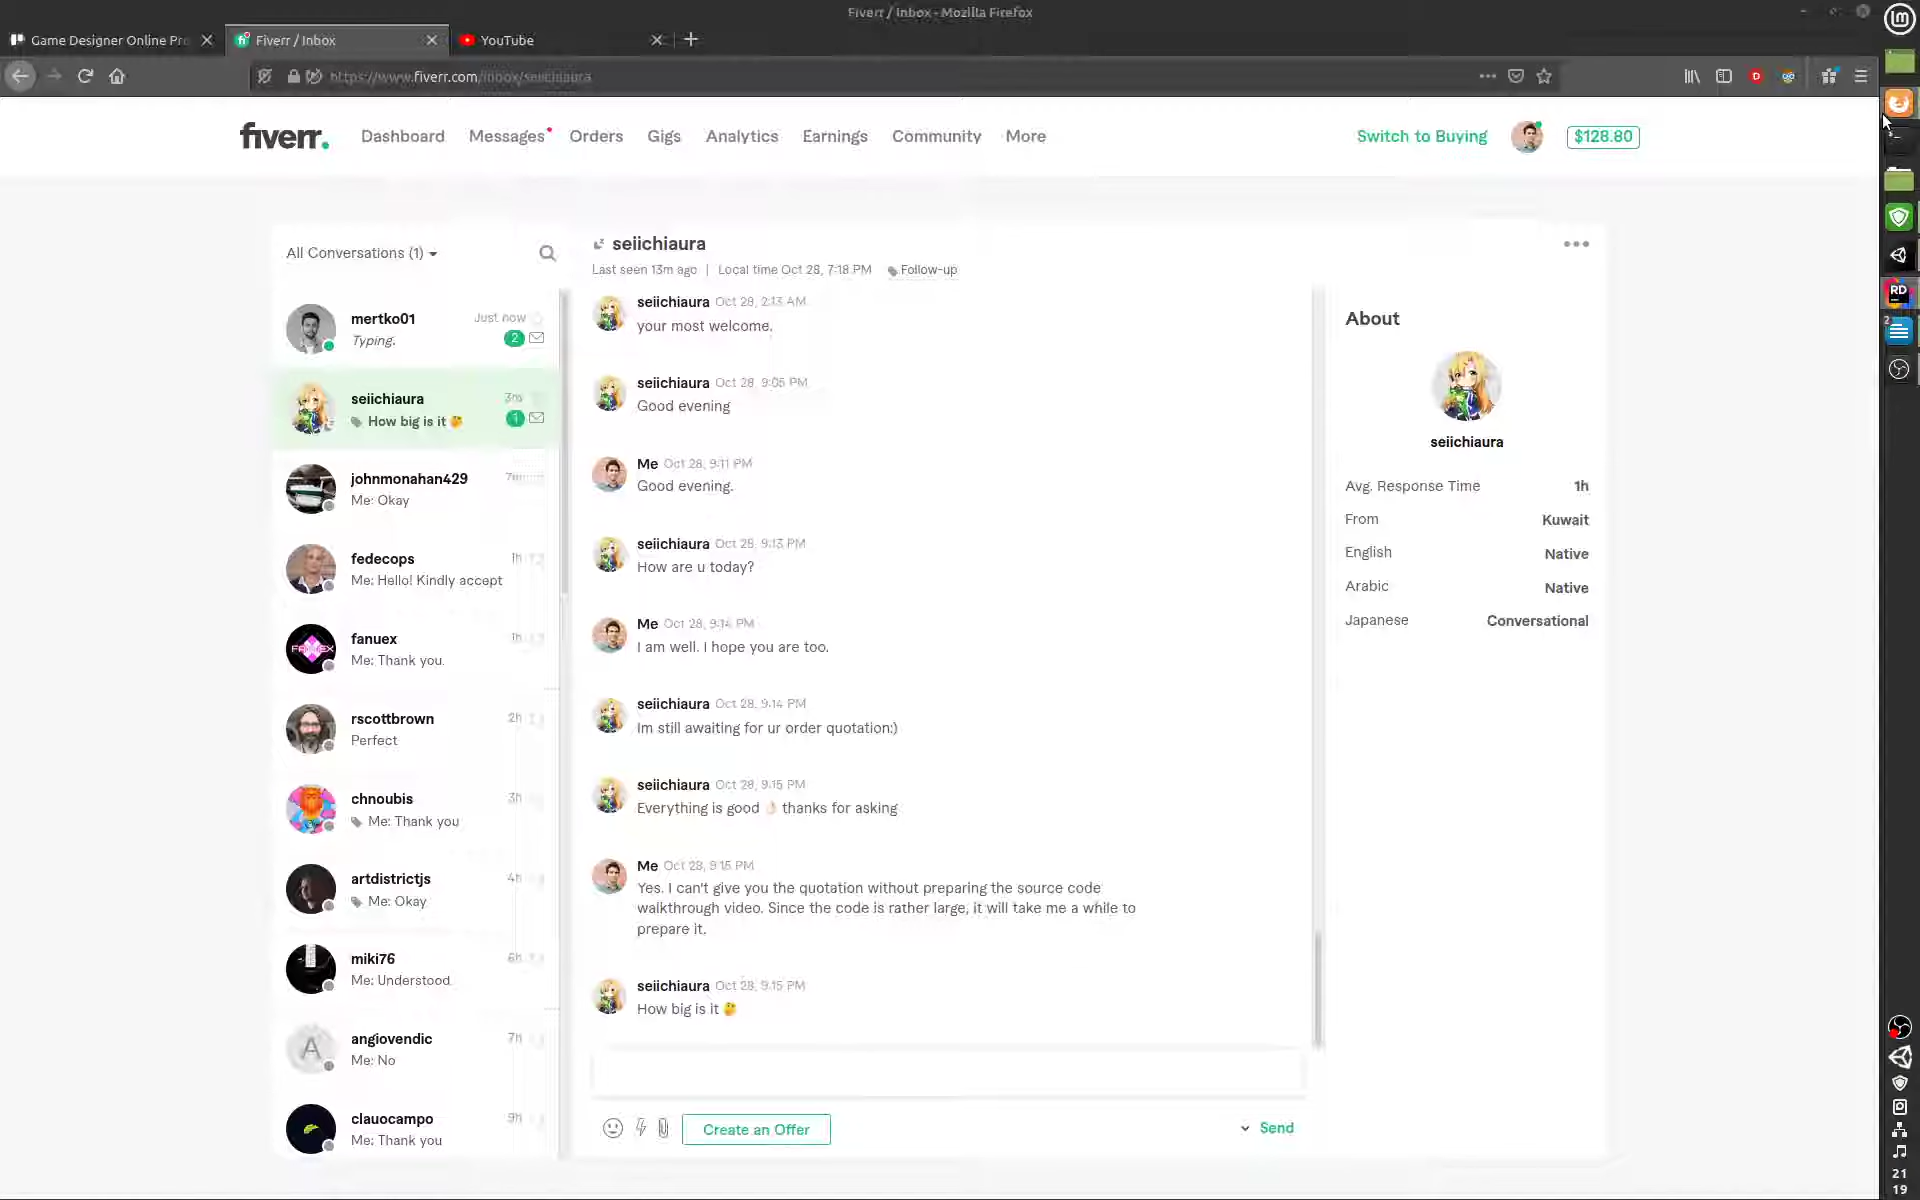 Fiverr / Inbox - Mozilla Firefox
Game Designer Online Pro
Fiverr / Inbox
YouTube
https://www.fiverr.com/inbox/seiichiaura
fiverr.
Dashboard
Messages
Orders
Gigs
Analytics
Earnings
Community
More
Switch to Buying
$128.80
All Conversations (1)
mertko01
Just now
Typing.
2
seiichiaura
3m
How big is it 🤔
1
johnmonahan429
7m
Me: Okay
fedecops
1h
Me: Hello! Kindly accept
fanuex
1h
Me: Thank you.
rscottbrown
2h
Perfect
chnoubis
3h
Me: Thank you
artdistrictjs
4h
Me: Okay
miki76
6h
Me: Understood.
angiovendic
7h
Me: No
clauocampo
9h
Me: Thank you
seiichiaura
Last seen 13m ago | Local time Oct 28, 7:18 PM
Follow-up
seiichiaura Oct 28, 2:13 AM
your most welcome.
seiichiaura Oct 28, 9:05 PM
Good evening
Me Oct 28, 9:11 PM
Good evening.
seiichiaura Oct 28, 9:13 PM
How are u today?
Me Oct 28, 9:14 PM
I am well. I hope you are too.
seiichiaura Oct 28, 9:14 PM
Im still awaiting for ur order quotation:)
seiichiaura Oct 28, 9:15 PM
Everything is good 👌🏻 thanks for asking
Me Oct 28, 9:15 PM
Yes. I can't give you the quotation without preparing the source code
walkthrough video. Since the code is rather large, it will take me a while to
prepare it.
seiichiaura Oct 28, 9:15 PM
How big is it 🤔
Create an Offer
Send
About
seiichiaura
Avg. Response Time 1h
From Kuwait
English Native
Arabic Native
Japanese Conversational
RD
2
21
19